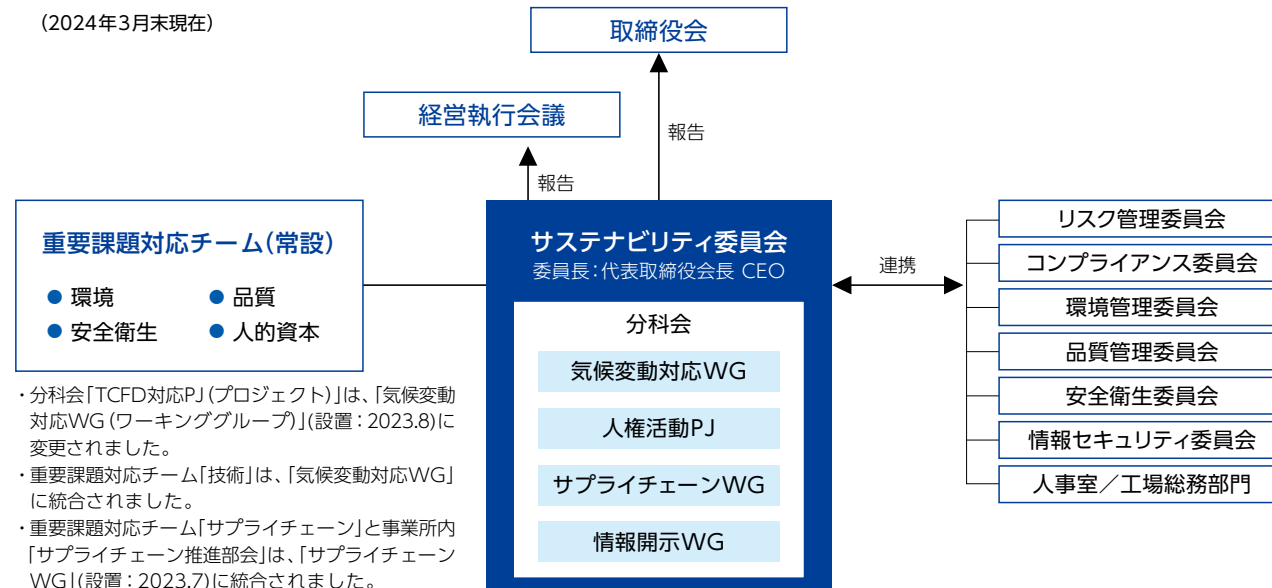 （2024年3月末現在）
取締役会
経営執行会議
報告
報告
重要課題対応チーム（常設）
● 環境
● 品質
● 安全衛生
● 人的資本
サステナビリティ委員会
委員長：代表取締役会長 CEO
分科会
気候変動対応WG
人権活動PJ
サプライチェーンWG
情報開示WG
連携
リスク管理委員会
コンプライアンス委員会
環境管理委員会
品質管理委員会
安全衛生委員会
情報セキュリティ委員会
人事室／工場総務部門
・分科会「TCFD対応PJ（プロジェクト）」は、「気候変動
対応WG（ワーキンググループ）」（設置：2023.8）に
変更されました。
・重要課題対応チーム「技術」は、「気候変動対応WG」
に統合されました。
・重要課題対応チーム「サプライチェーン」と事業所内
「サプライチェーン推進部会」は、「サプライチェーン
WG」（設置：2023.7）に統合されました。